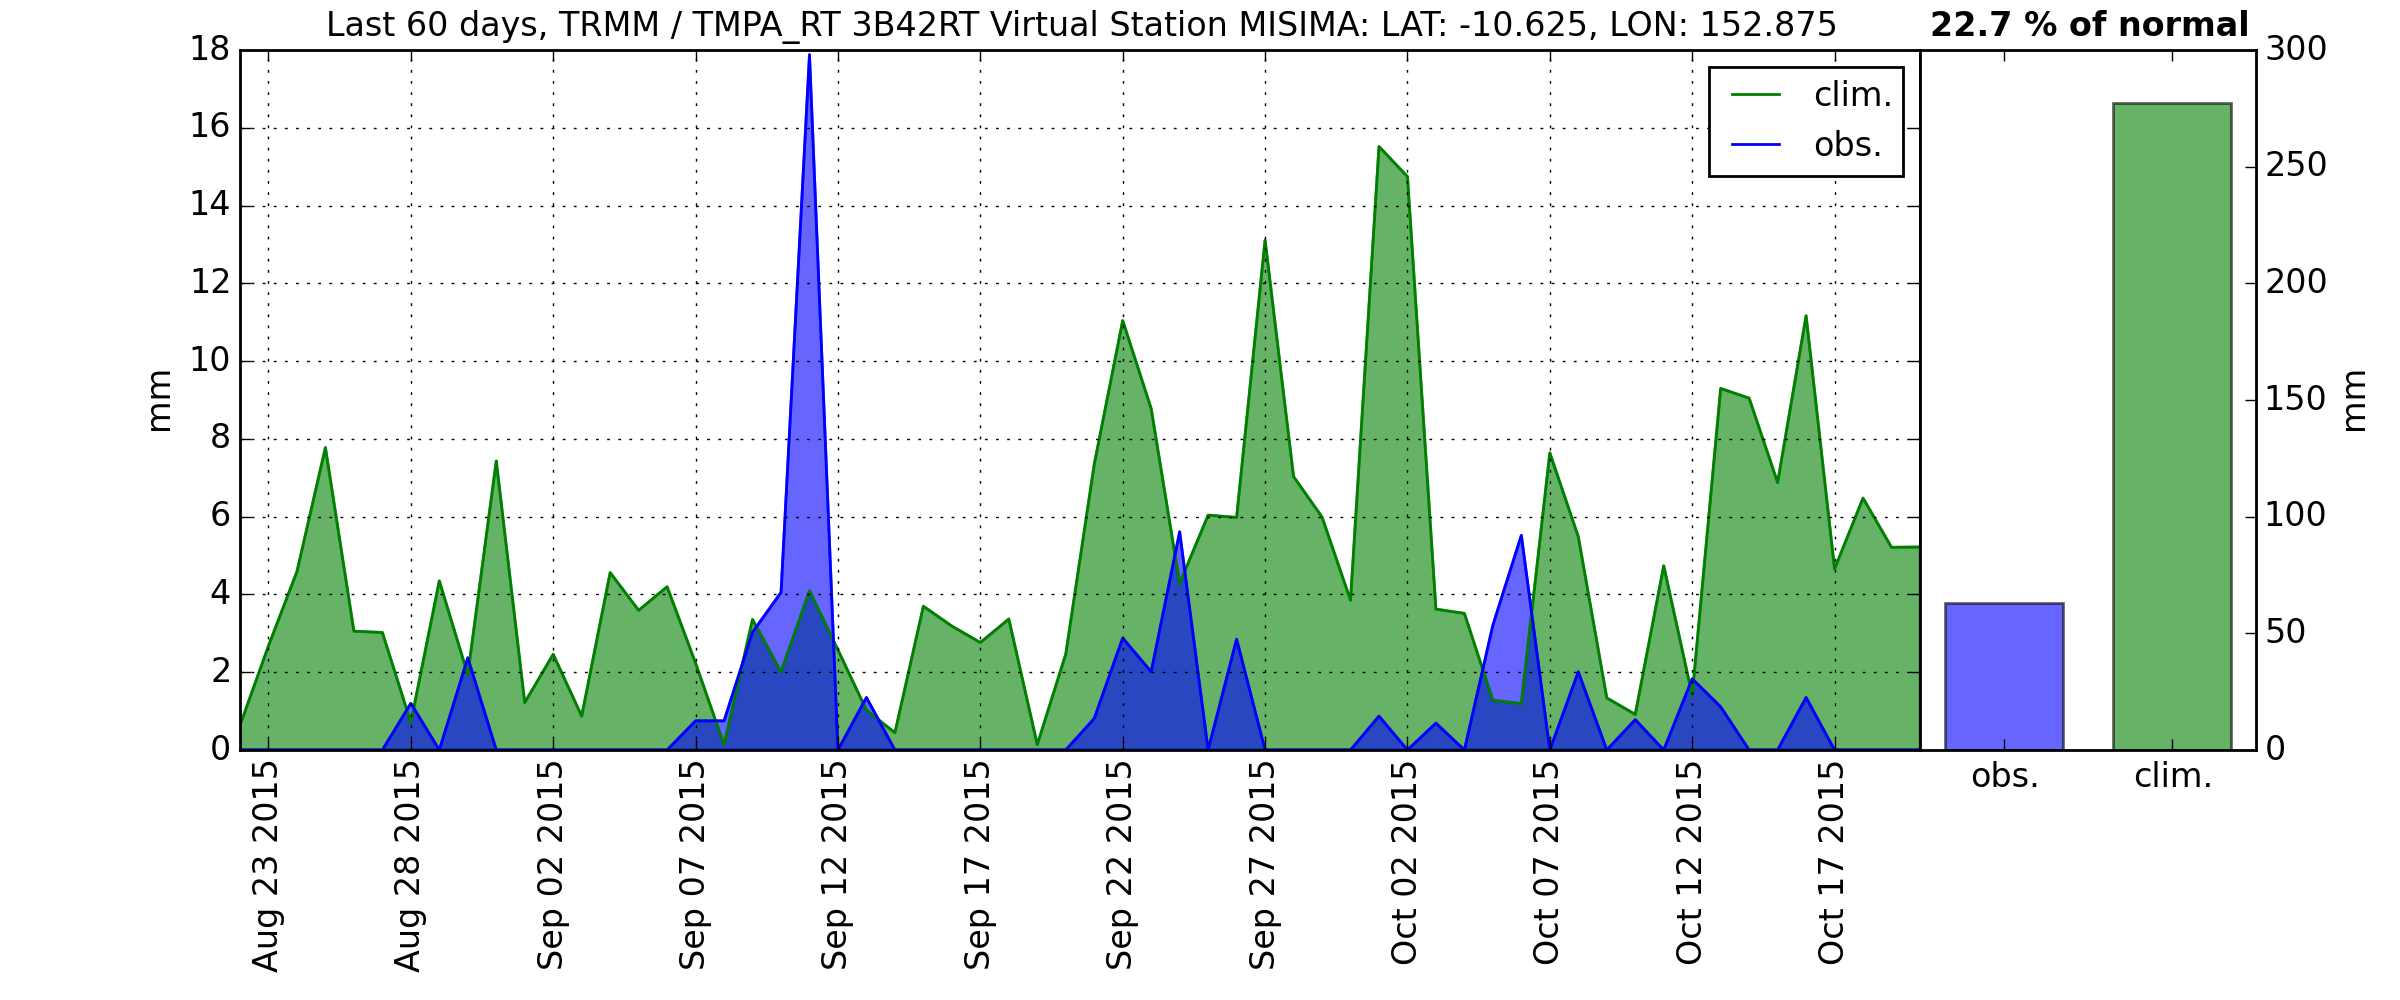 Last 60 days, TRMM / TMPA_RT 3B42RT Virtual Station MISIMA: LAT: -10.625, LON: 152.875
22.7 % of normal
18
16
14
12
10
8
6
4
2
0
mm
clim.
obs.
300
250
200
150
100
50
0
mm
Aug 23 2015
Aug 28 2015
Sep 02 2015
Sep 07 2015
Sep 12 2015
Sep 17 2015
Sep 22 2015
Sep 27 2015
Oct 02 2015
Oct 07 2015
Oct 12 2015
Oct 17 2015
obs.
clim.